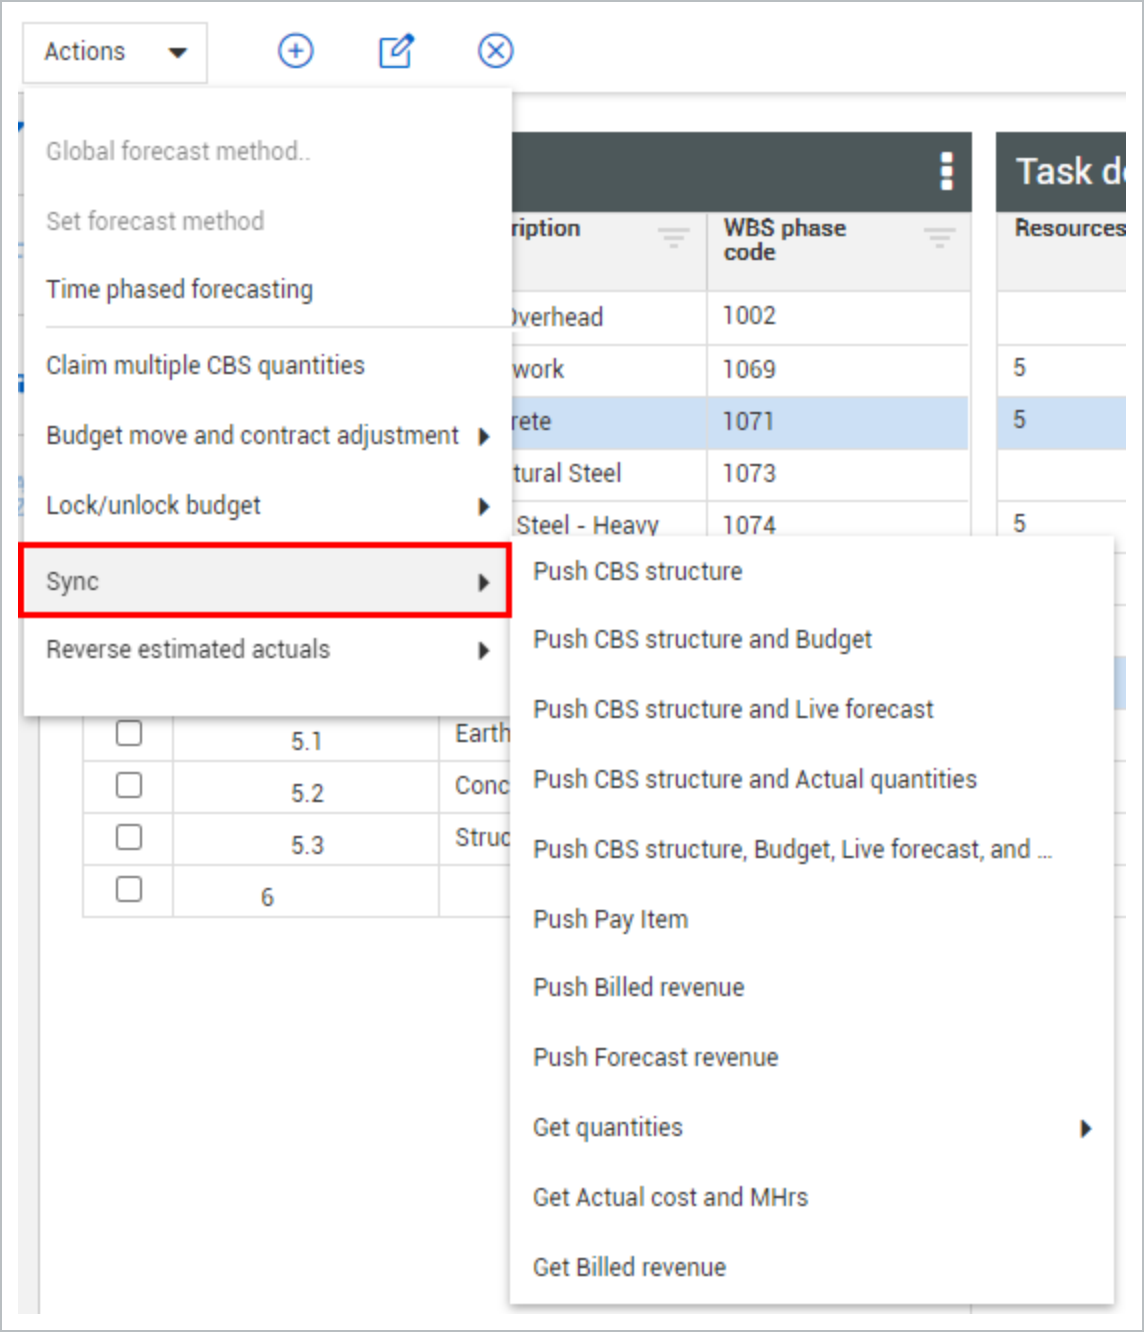 Actions
Global forecast method..
Set forecast method
Time phased forecasting
Claim multiple CBS quantities
Budget move and contract adjustment
Lock/unlock budget
Sync
Reverse estimated actuals
Task
ription
WBS phase
code
Resources
Overhead
1002
work
1069
5
rete
1071
5
tural Steel
1073
Steel - Heavy
1074
5
Push CBS structure
Push CBS structure and Budget
Push CBS structure and Live forecast
Push CBS structure and Actual quantities
Push CBS structure, Budget, Live forecast, and ...
Push Pay Item
Push Billed revenue
Push Forecast revenue
Get quantities
Get Actual cost and MHrs
Get Billed revenue
5.1
Earth
5.2
Conc
5.3
Struc
6